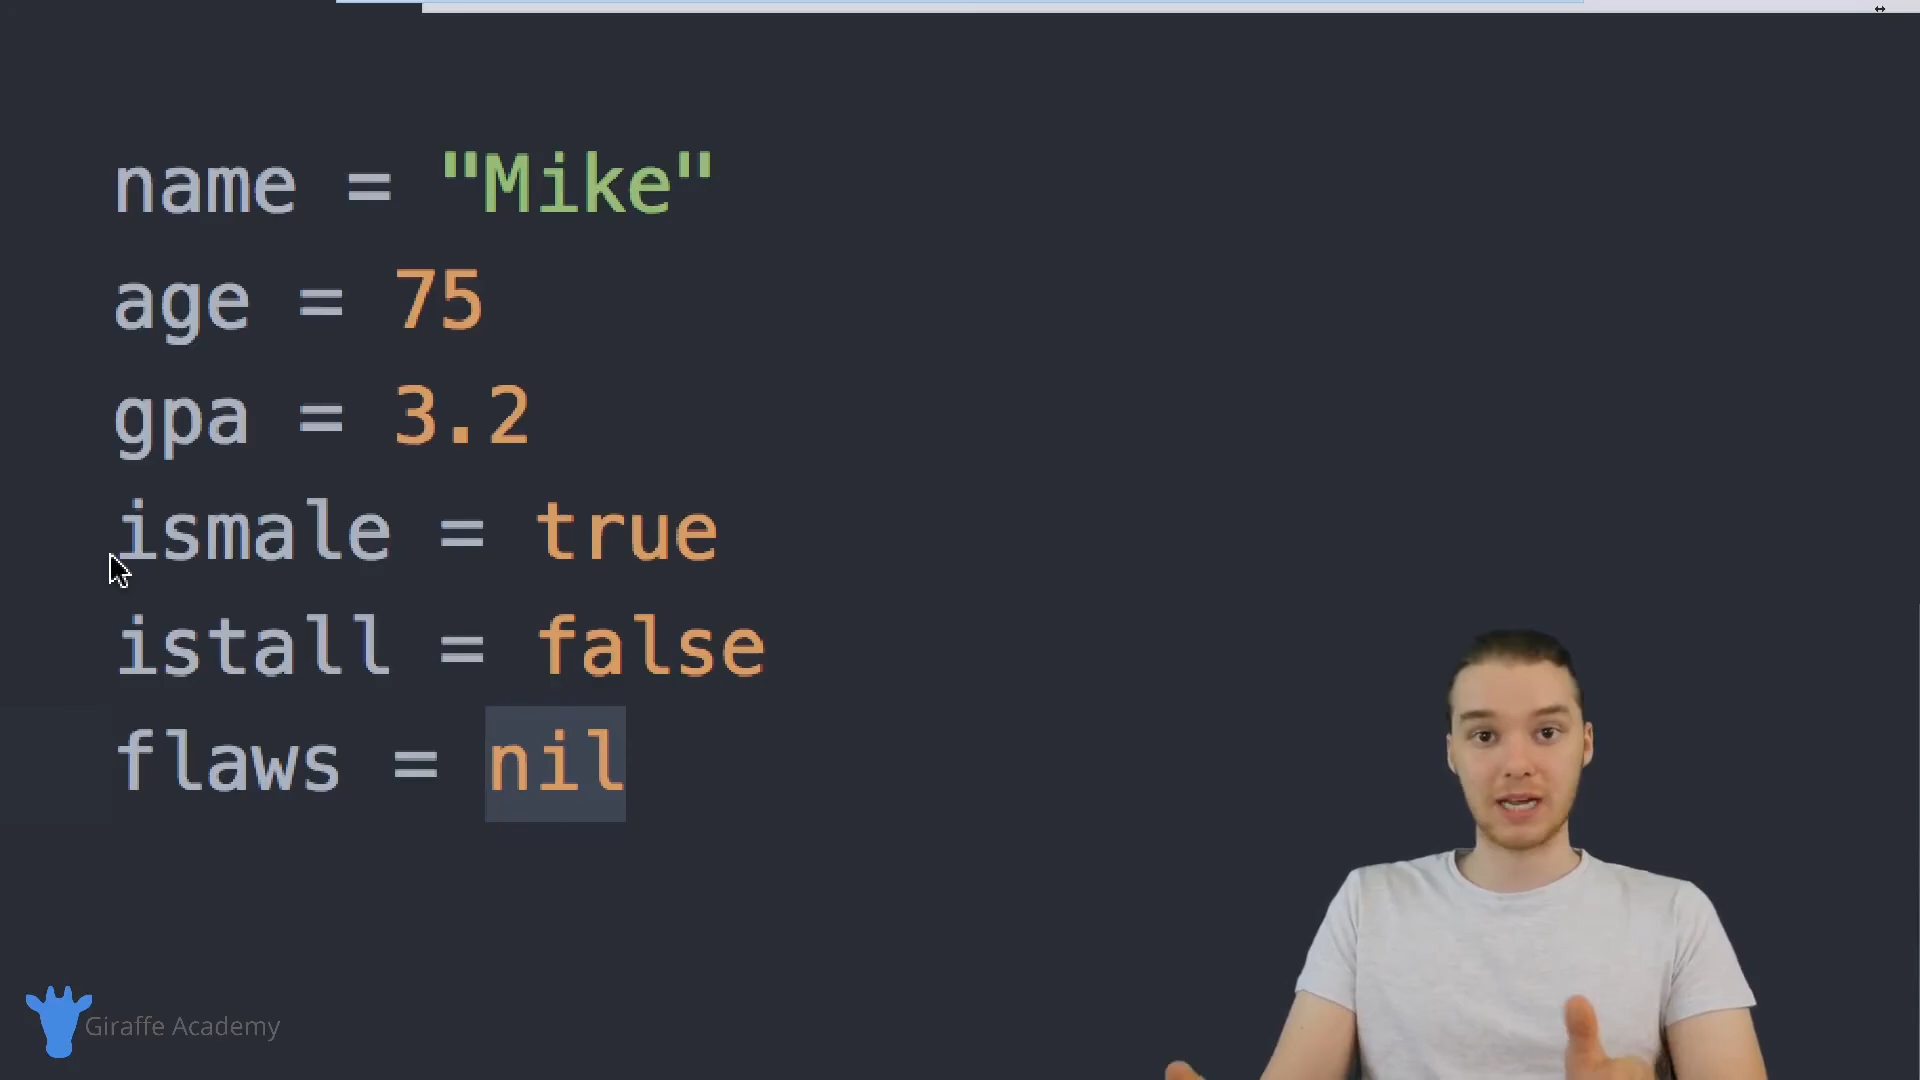 name = "Mike"
age = 75
gpa = 3.2
ismale = true
istall = false
flaws = nil
Giraffe Academy